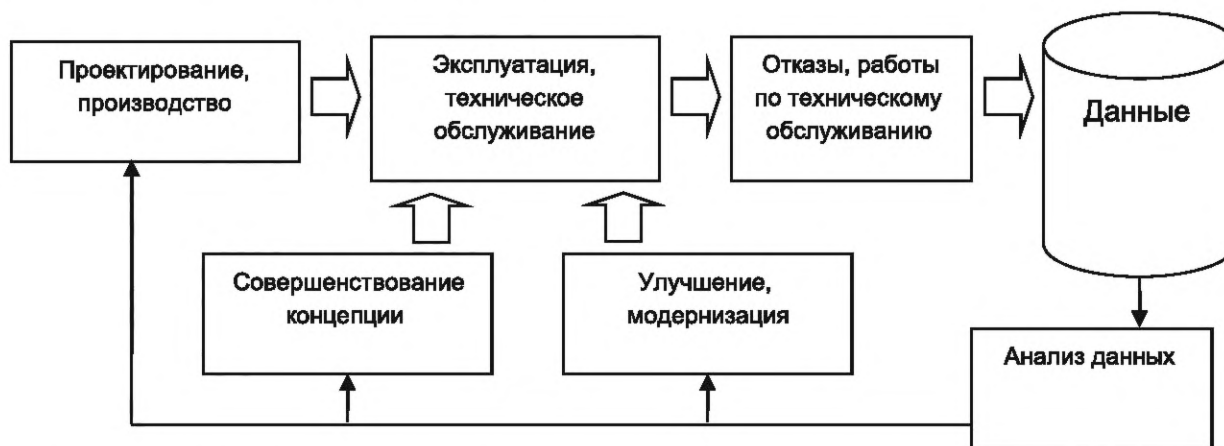 Проектирование,
производство
Эксплуатация,
техническое
обслуживание
Отказы, работы
по техническому
обслуживанию
Данные
Совершенствование
концепции
Улучшение,
модернизация
Анализ данных